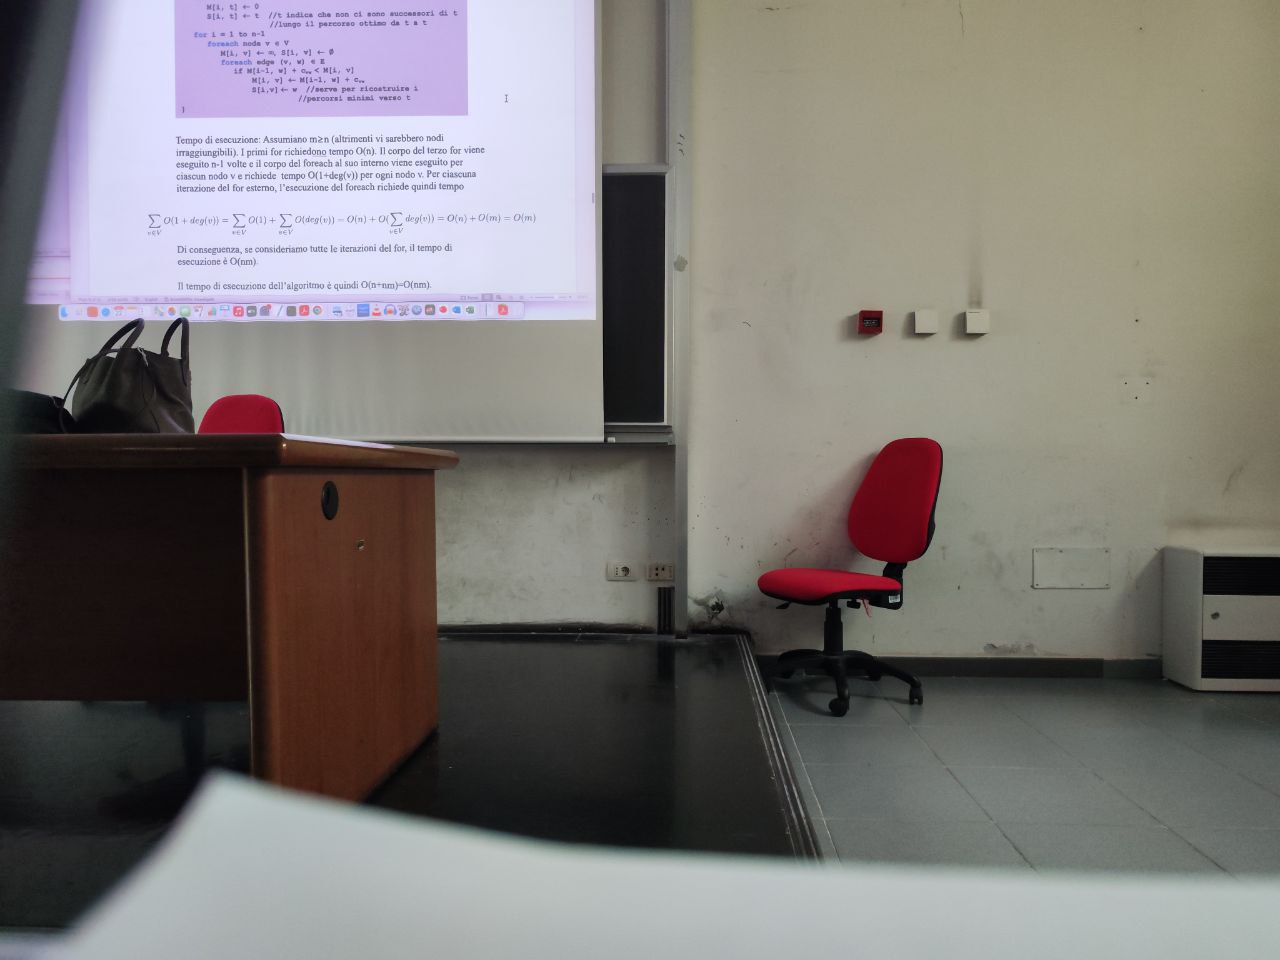 M[i, t] ← 0
S[i, t] ← t //t indica che non ci sono successori di t
//lungo il percorso ottimo da t a t
for i = 1 to n-1
foreach node v ∈ V
M[i, v] ← ∞, S[i, v] ← ∅
foreach edge (v, w) ∈ E
if M[i-1, w] + cvw < M[i, v]
M[i, v] ← M[i-1, w] + cvw
S[i,v] ← w //serve per ricostruire i
//percorsi minimi verso t
}
Tempo di esecuzione: Assumiano m≥n (altrimenti vi sarebbero nodi
irraggiungibili). I primi for richiedono tempo O(n). Il corpo del terzo for viene
eseguito n-1 volte e il corpo del foreach al suo interno viene eseguito per
ciascun nodo v e richiede tempo O(1+deg(v)) per ogni nodo v. Per ciascuna
iterazione del for esterno, l'esecuzione del foreach richiede quindi tempo
∑v∈V O(1 + deg(v)) = ∑v∈V O(1) + ∑v∈V O(deg(v)) = O(n) + O(∑v∈V deg(v)) = O(n) + O(m) = O(m)
Di conseguenza, se consideriamo tutte le iterazioni del for, il tempo di
esecuzione è O(nm).
Il tempo di esecuzione dell'algoritmo è quindi O(n+nm)=O(nm).